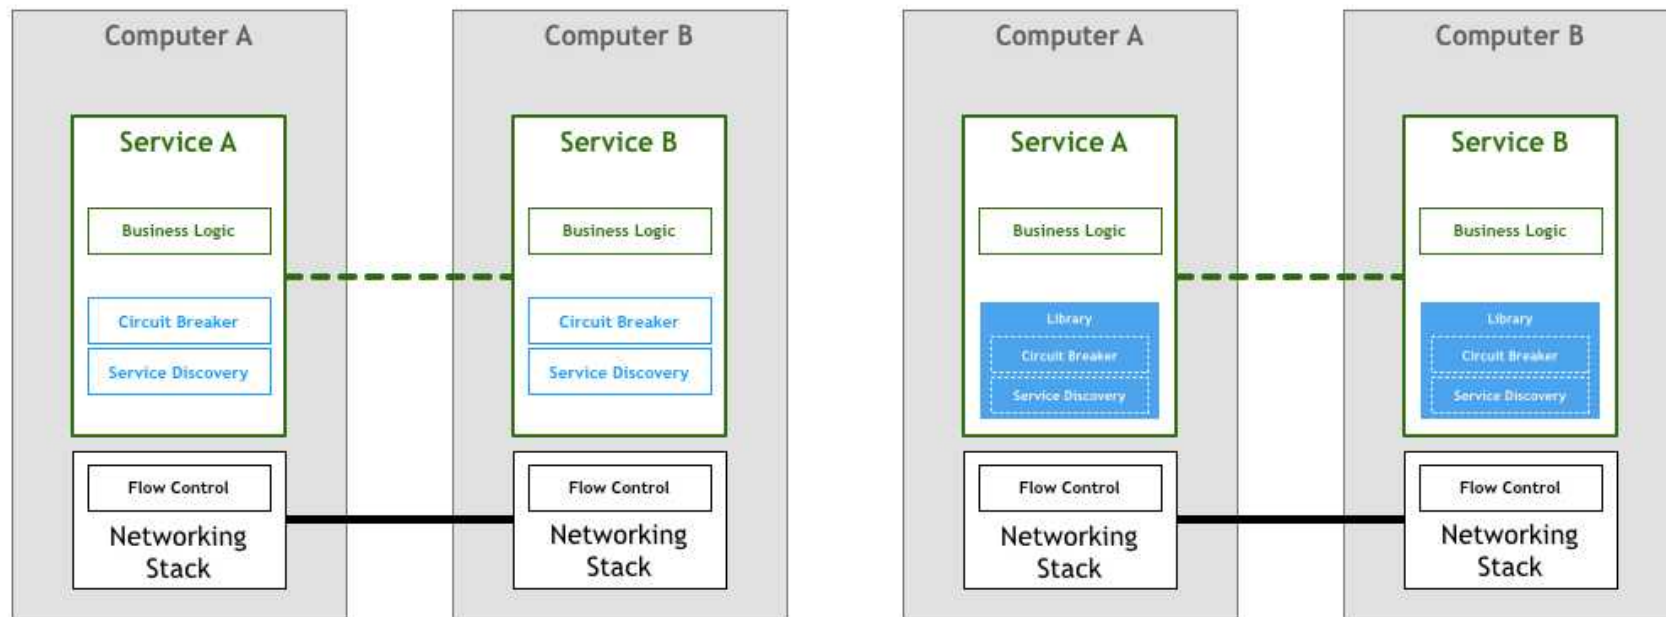 Computer A
Service A
Business Logic
Circuit Breaker
Service Discovery
Flow Control
Networking
Stack
Computer B
Service B
Business Logic
Circuit Breaker
Service Discovery
Flow Control
Networking
Stack
Computer A
Service A
Business Logic
Library
Circuit Breaker
Service Discovery
Flow Control
Networking
Stack
Computer B
Service B
Business Logic
Library
Circuit Breaker
Service Discovery
Flow Control
Networking
Stack